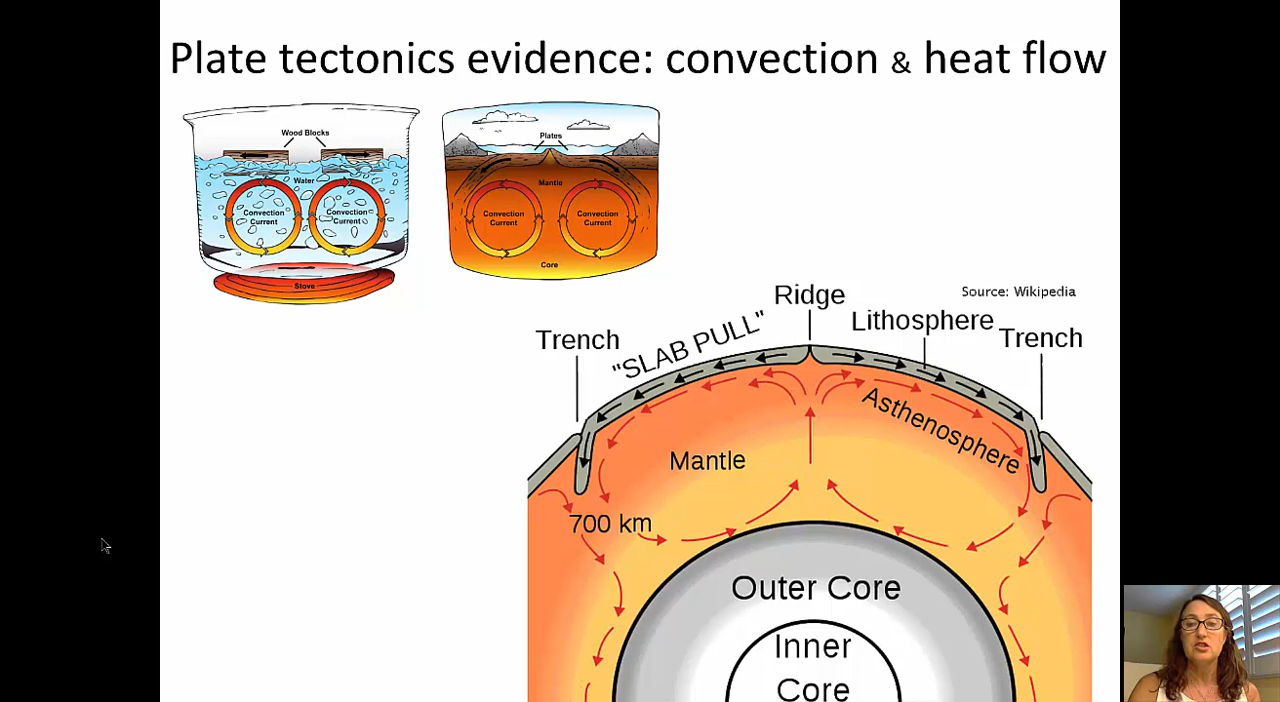 Plate tectonics evidence: convection & heat flow
Wood Blocks
Water
Convection
Current
Convection
Current
Stove
Plates
Mantle
Convection
Current
Convection
Current
Core
Source: Wikipedia
Ridge
Lithosphere
Trench
"SLAB PULL"
Trench
Asthenosphere
Mantle
700 km
Outer Core
Inner
Core